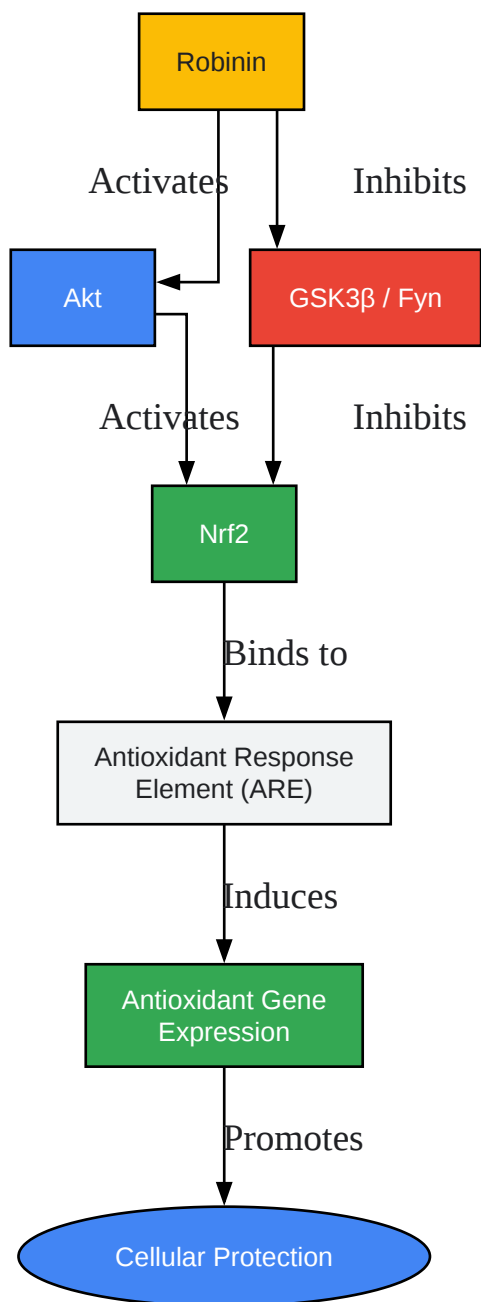 Robinin
Activates
Inhibits
Akt
GSK3β / Fyn
Activates
Inhibits
Nrf2
Binds to
Antioxidant Response
Element (ARE)
Induces
Antioxidant Gene
Expression
Promotes
Cellular Protection